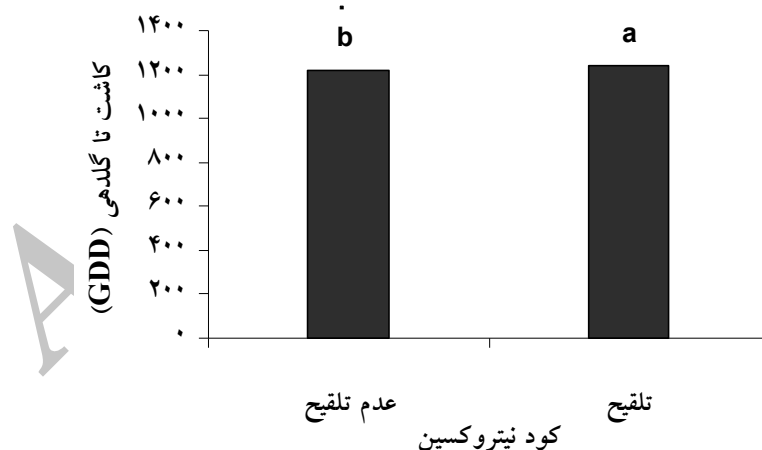 کاشت تا گلدهی (GDD)
۱۴۰۰
۱۲۰۰
۱۰۰۰
۸۰۰
۶۰۰
۴۰۰
۲۰۰
۰
b
a
عدم تلقیح
تلقیح
کود نیتروکسین
A